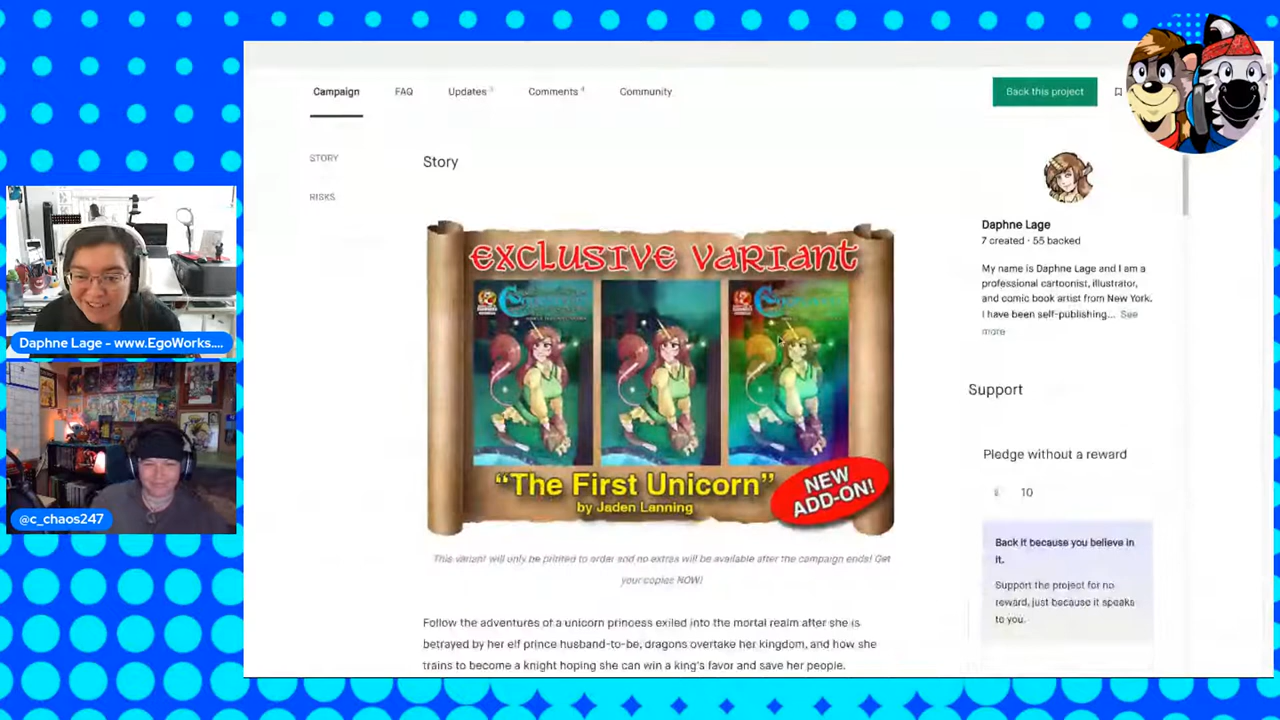 Campaign
FAQ
Updates 3
Comments 4
Community
Back this project
STORY
RISKS
Story
EXCLUSIVE VARIANT
"The First Unicorn"
by Jaden Lanning
NEW
ADD-ON!
This variant will only be printed to order and no extras will be available after the campaign ends! Get
your copies NOW!
Follow the adventures of a unicorn princess exiled into the mortal realm after she is
betrayed by her elf prince husband-to-be, dragons overtake her kingdom, and how she
trains to become a knight hoping she can win a king's favor and save her people.
Daphne Lage
7 created · 55 backed
My name is Daphne Lage and I am a
professional cartoonist, illustrator,
and comic book artist from New York.
I have been self-publishing... See
more
Support
Pledge without a reward
$ 10
Back it because you believe in
it.
Support the project for no
reward, just because it speaks
to you.
Daphne Lage - www.EgoWorks....
@c_chaos247